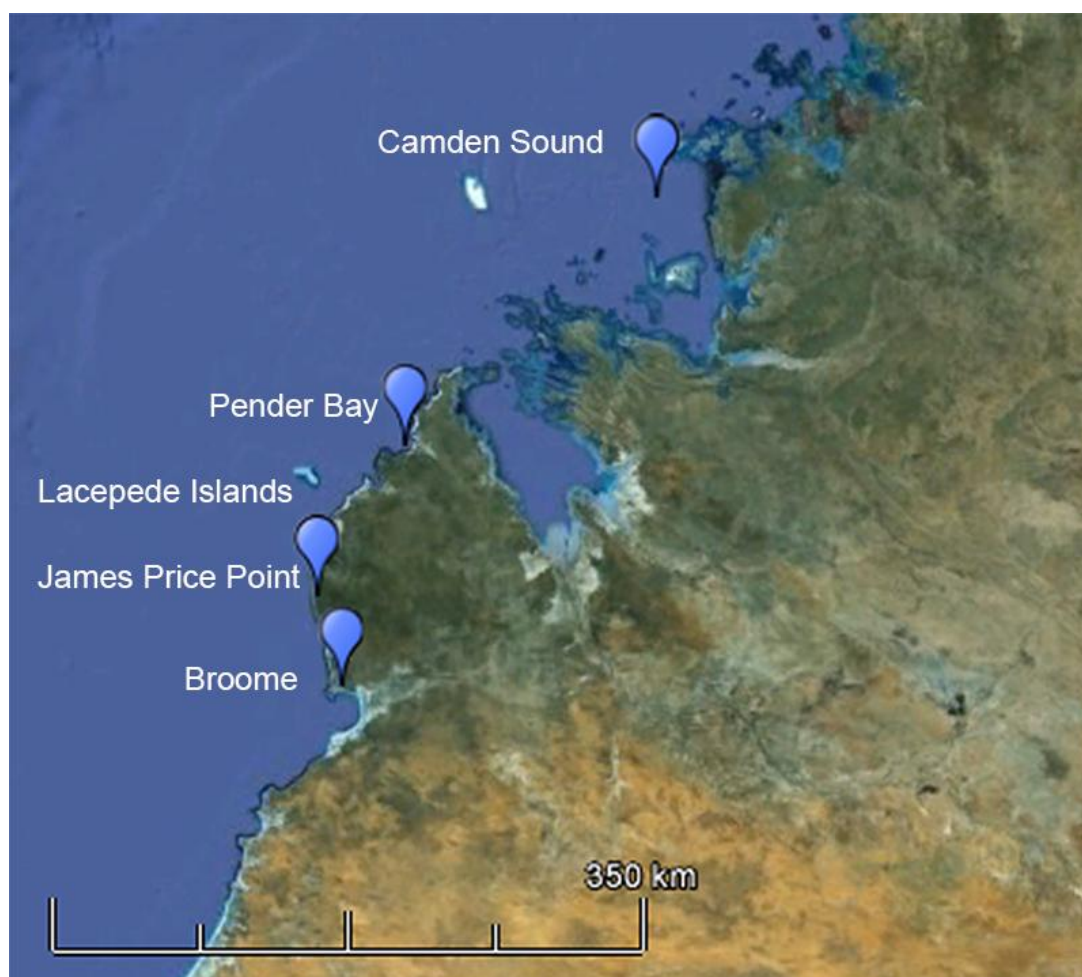 Camden Sound
Pender Bay
Lacepede Islands
James Price Point
Broome
350 km